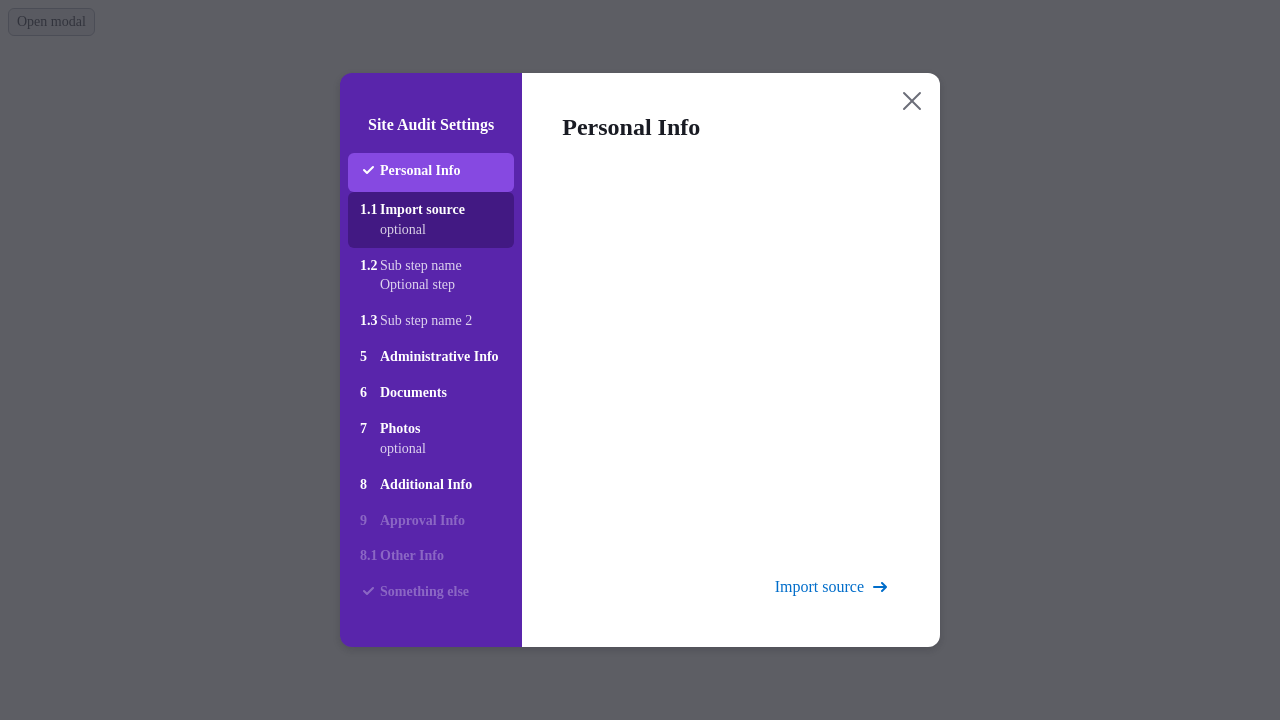 Open modal
Site Audit Settings
Personal Info
1.1 Import source
optional
1.2 Sub step name
Optional step
1.3 Sub step name 2
5 Administrative Info
6 Documents
7 Photos
optional
8 Additional Info
9 Approval Info
8.1 Other Info
Something else
Personal Info
Import source